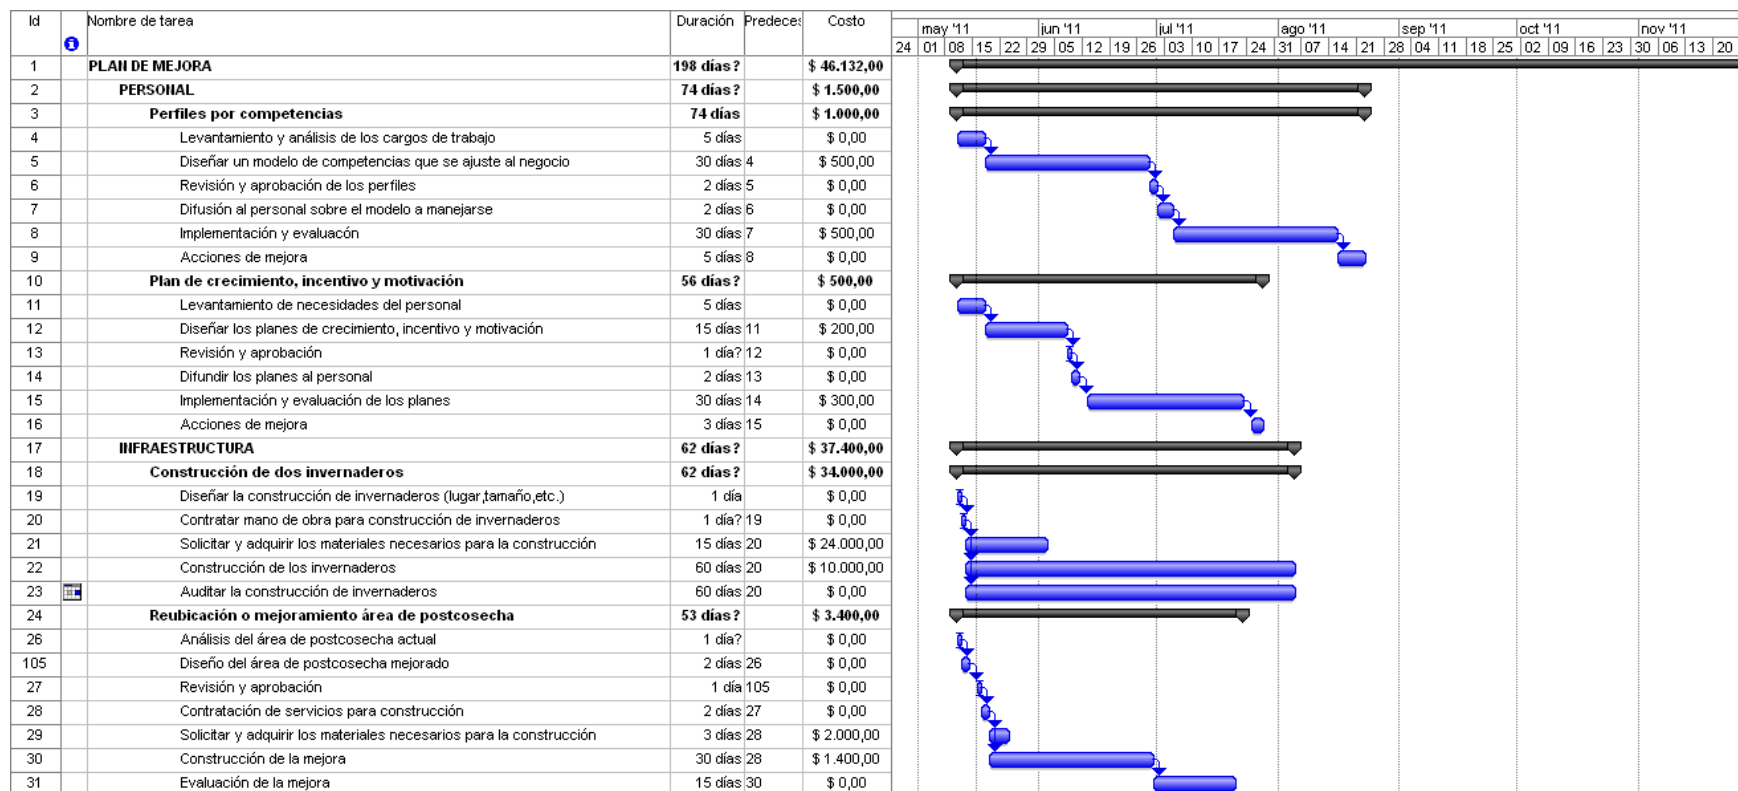 Id Nombre de tarea Duración Predeces Costo
may '11 jun '11 jul '11 ago '11 sep '11 oct '11 nov '11
24 01 08 15 22 29 05 12 19 26 03 10 17 24 31 07 14 21 28 04 11 18 25 02 09 16 23 30 06 13 20
1 PLAN DE MEJORA 198 días? $ 46.132,00
2 PERSONAL 74 días? $ 1.500,00
3 Perfiles por competencias 74 días $ 1.000,00
4 Levantamiento y análisis de los cargos de trabajo 5 días $ 0,00
5 Diseñar un modelo de competencias que se ajuste al negocio 30 días 4 $ 500,00
6 Revisión y aprobación de los perfiles 2 días 5 $ 0,00
7 Difusión al personal sobre el modelo a manejarse 2 días 6 $ 0,00
8 Implementación y evaluacón 30 días 7 $ 500,00
9 Acciones de mejora 5 días 8 $ 0,00
10 Plan de crecimiento, incentivo y motivación 56 días? $ 500,00
11 Levantamiento de necesidades del personal 5 días $ 0,00
12 Diseñar los planes de crecimiento, incentivo y motivación 15 días 11 $ 200,00
13 Revisión y aprobación 1 día? 12 $ 0,00
14 Difundir los planes al personal 2 días 13 $ 0,00
15 Implementación y evaluación de los planes 30 días 14 $ 300,00
16 Acciones de mejora 3 días 15 $ 0,00
17 INFRAESTRUCTURA 62 días? $ 37.400,00
18 Construcción de dos invernaderos 62 días? $ 34.000,00
19 Diseñar la construcción de invernaderos (lugar,tamaño,etc.) 1 día $ 0,00
20 Contratar mano de obra para construcción de invernaderos 1 día? 19 $ 0,00
21 Solicitar y adquirir los materiales necesarios para la construcción 15 días 20 $ 24.000,00
22 Construcción de los invernaderos 60 días 20 $ 10.000,00
23 Auditar la construcción de invernaderos 60 días 20 $ 0,00
24 Reubicación o mejoramiento área de postcosecha 53 días? $ 3.400,00
26 Análisis del área de postcosecha actual 1 día? $ 0,00
105 Diseño del área de postcosecha mejorado 2 días 26 $ 0,00
27 Revisión y aprobación 1 día 105 $ 0,00
28 Contratación de servicios para construcción 2 días 27 $ 0,00
29 Solicitar y adquirir los materiales necesarios para la construcción 3 días 28 $ 2.000,00
30 Construcción de la mejora 30 días 28 $ 1.400,00
31 Evaluación de la mejora 15 días 30 $ 0,00